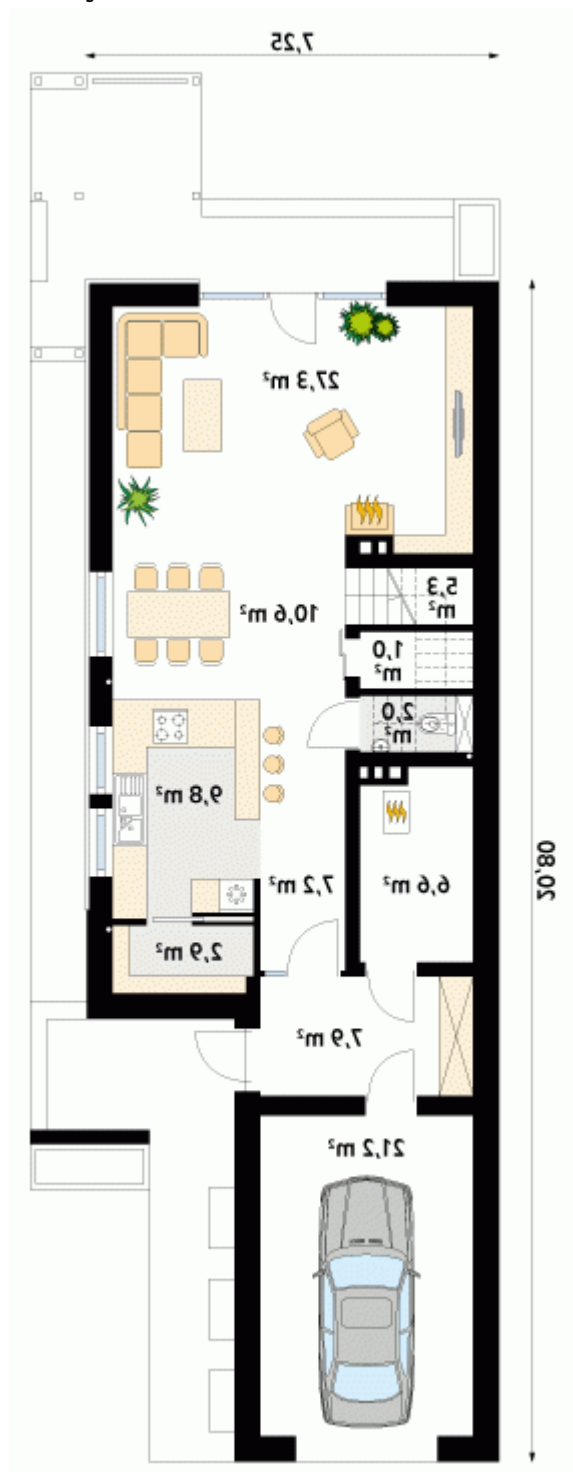 7,25
27,3 m²
5,3
m²
10,6 m²
1,0
m²
2,0
m²
9,8 m²
7,2 m²
6,6 m²
20,80
2,9 m²
7,9 m²
21,2 m²